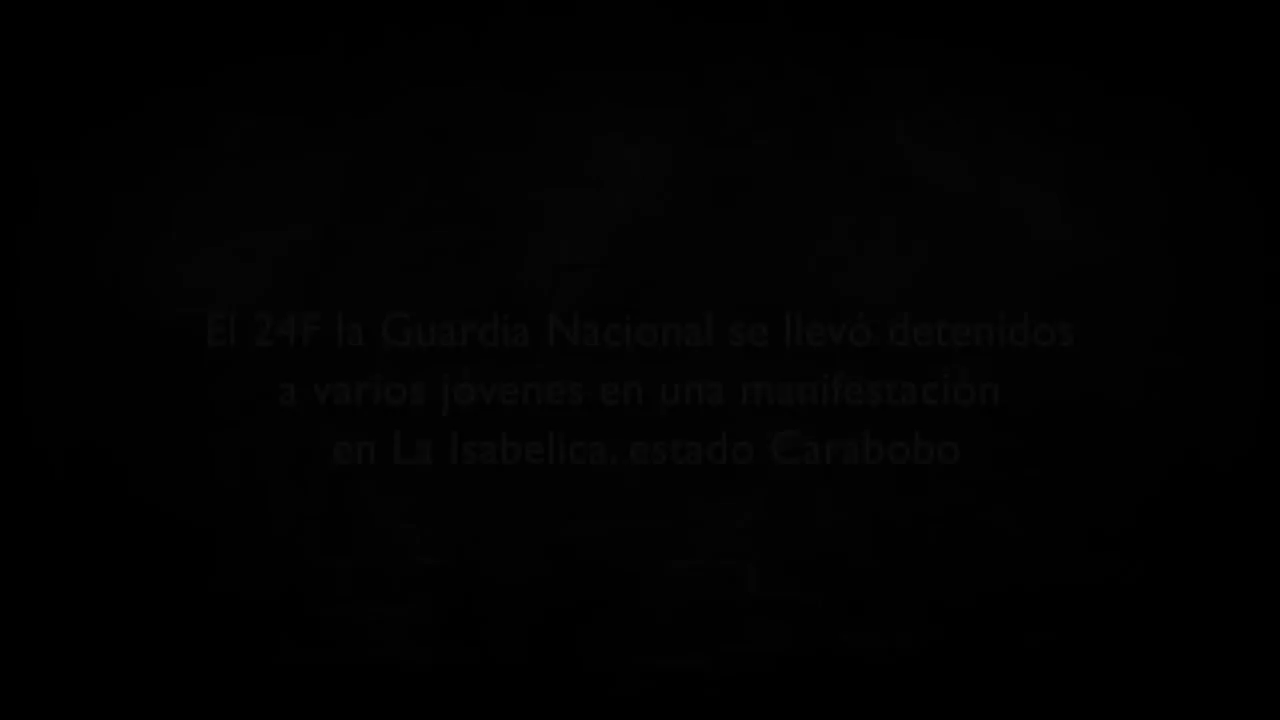 El 24F la Guardia Nacional se llevó detenidos
a varios jóvenes en una manifestación
en La Isabelica, estado Carabobo